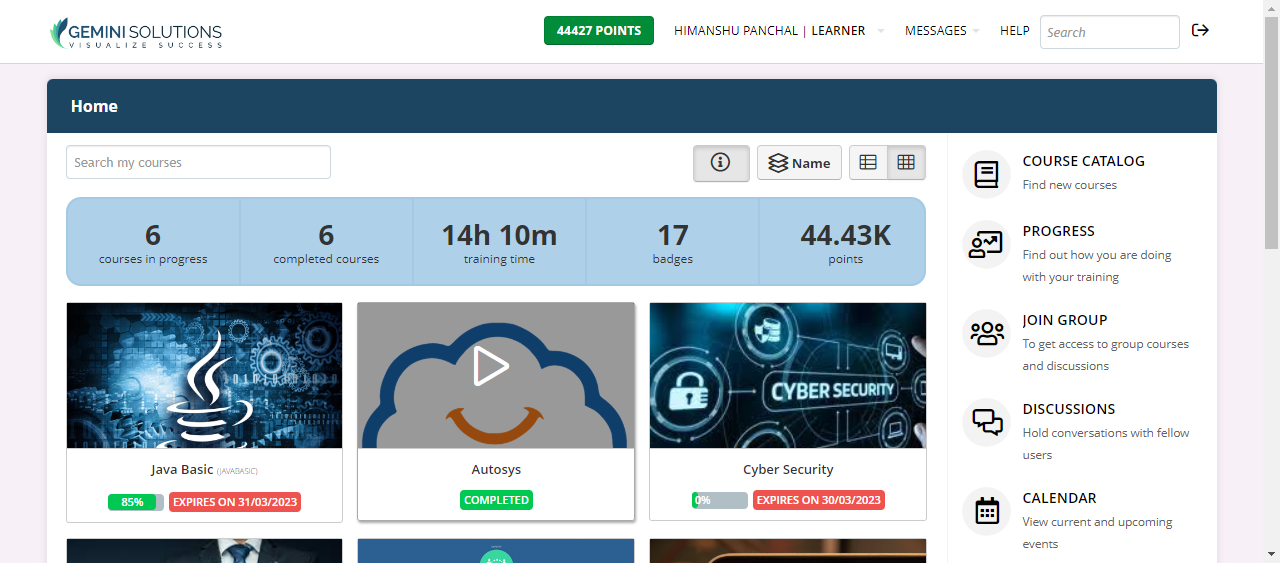 GEMINI SOLUTIONS
VISUALIZE SUCCESS
44427 POINTS
HIMANSHU PANCHAL | LEARNER
MESSAGES
HELP
Search
Home
Search my courses
Name
6
courses in progress
6
completed courses
14h 10m
training time
17
badges
44.43K
points
CYBER SECURITY
Java Basic (JAVABASIC)
85%
EXPIRES ON 31/03/2023
Autosys
COMPLETED
Cyber Security
0%
EXPIRES ON 30/03/2023
COURSE CATALOG
Find new courses
PROGRESS
Find out how you are doing
with your training
JOIN GROUP
To get access to group courses
and discussions
DISCUSSIONS
Hold conversations with fellow
users
CALENDAR
View current and upcoming
events